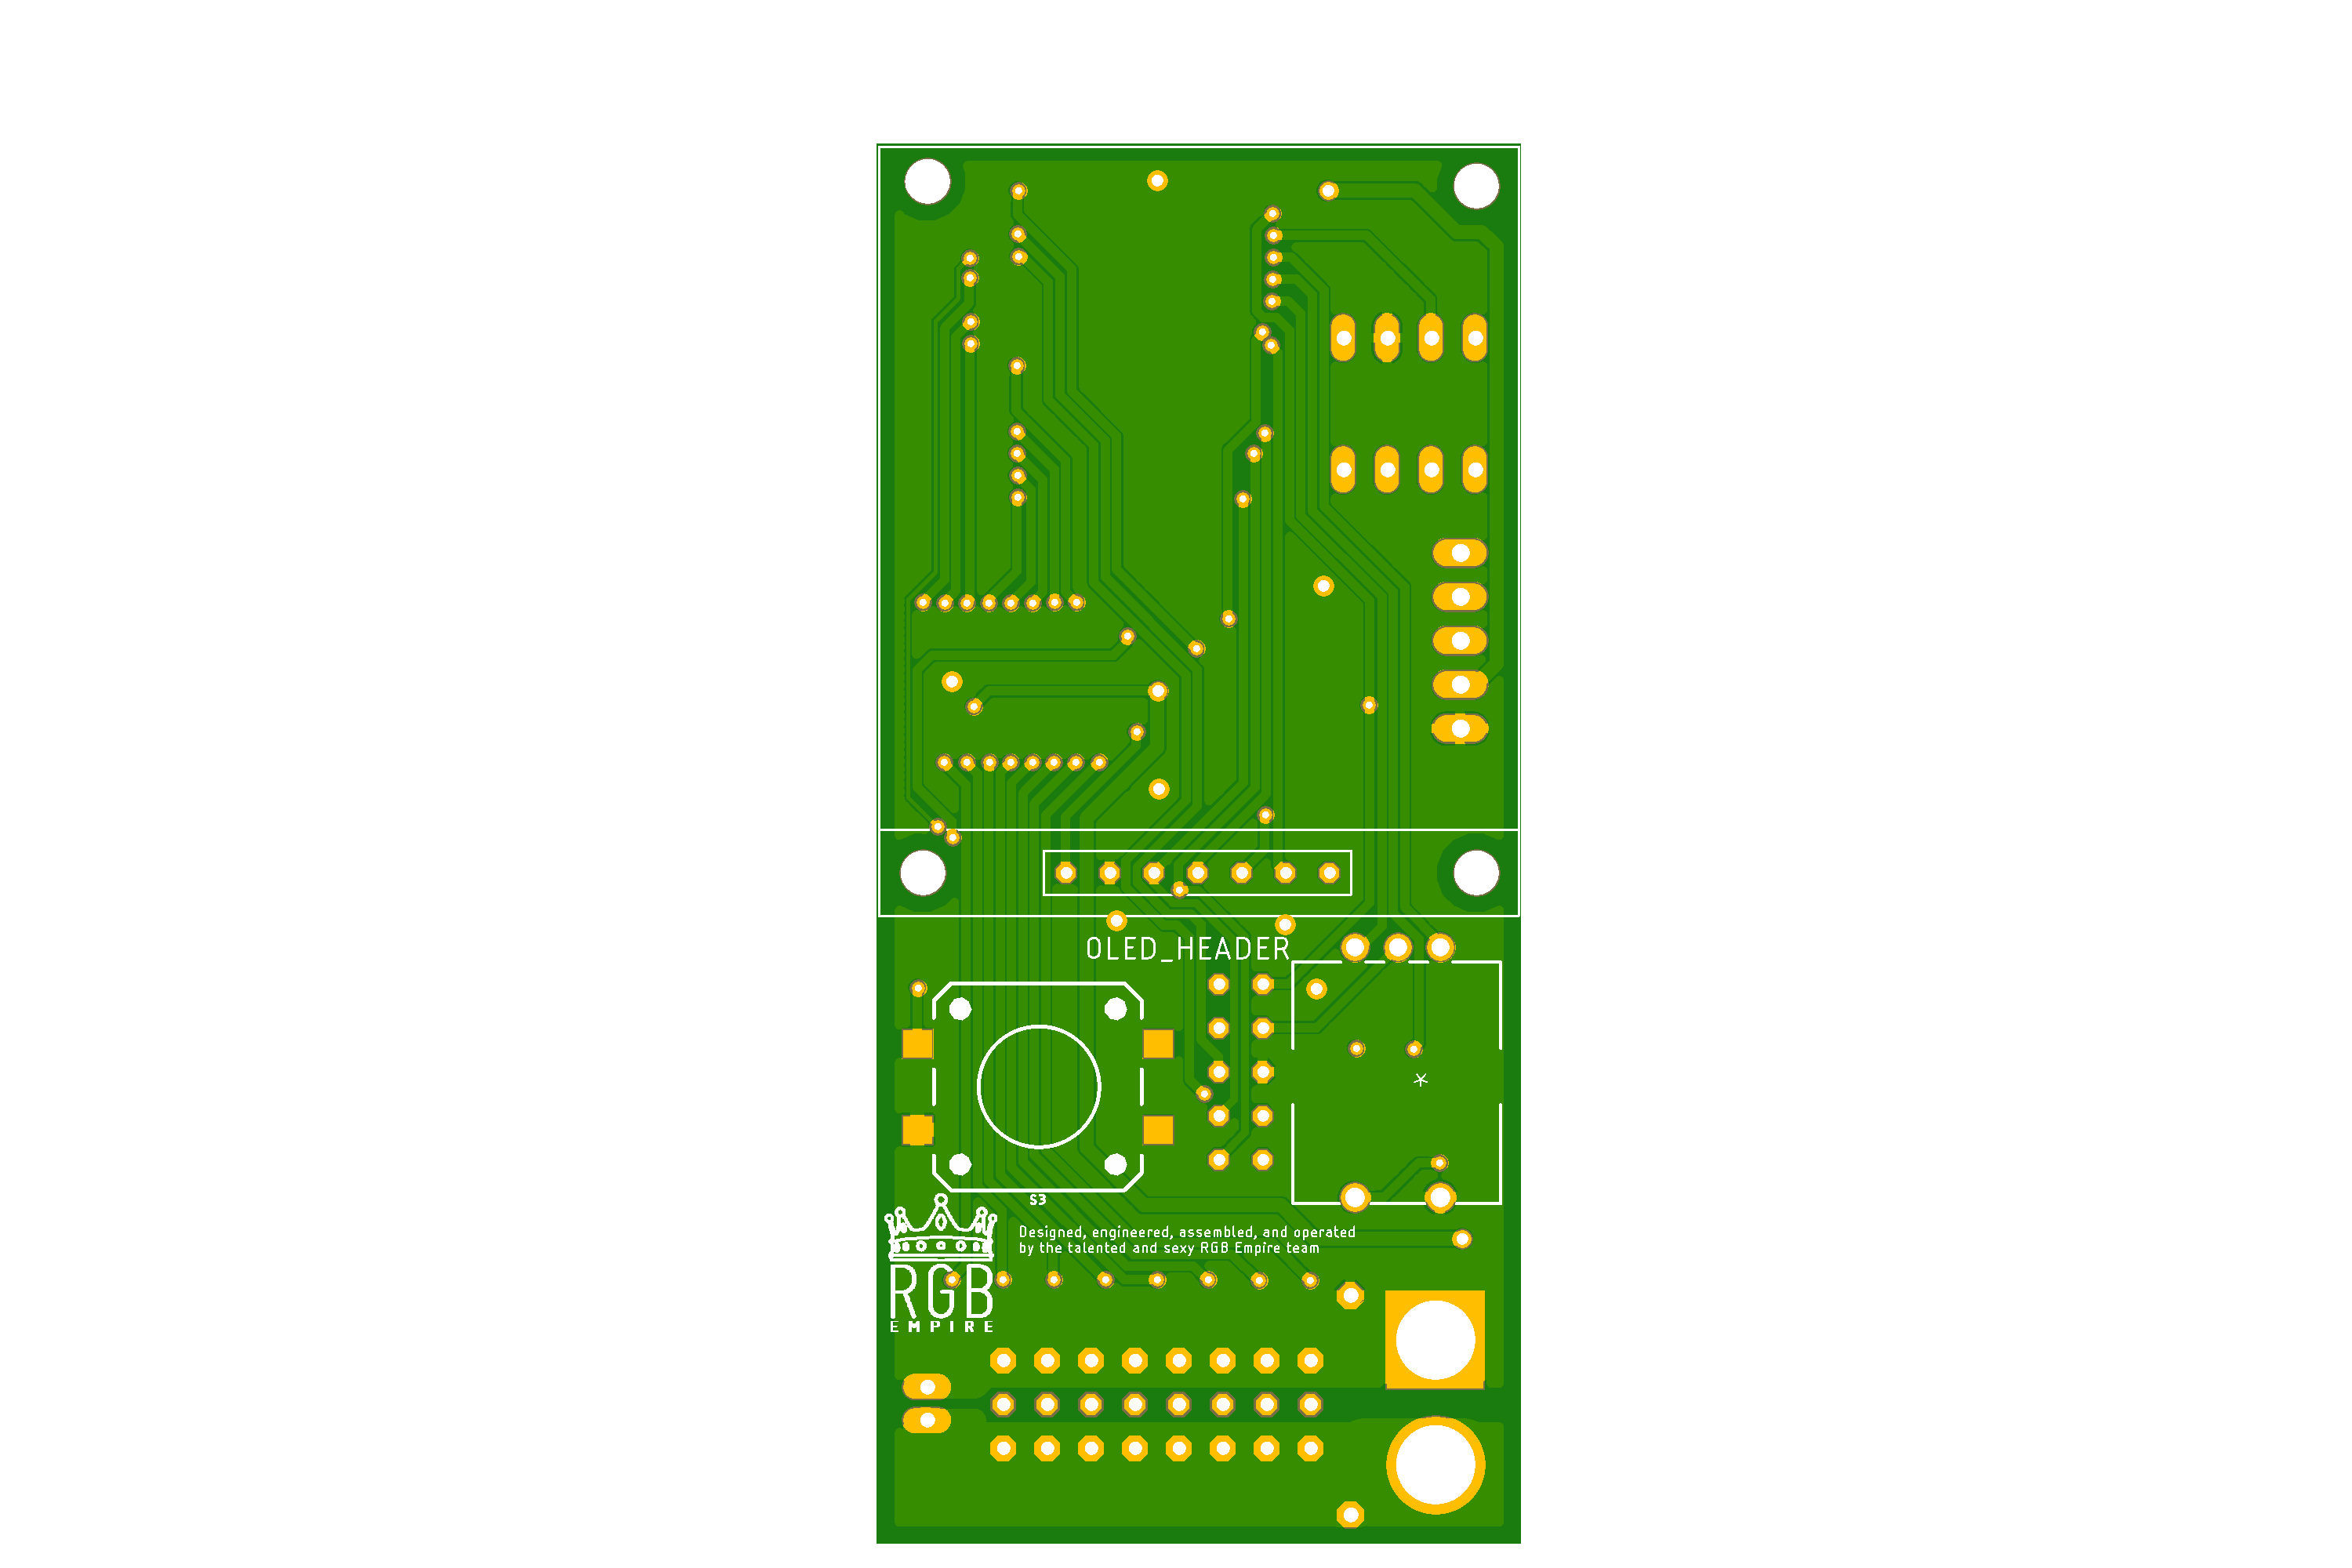 OLED_HEADER
*
S3
Designed, engineered, assembled, and operated
by the talented and sexy RGB Empire team
RGB
EMPIRE